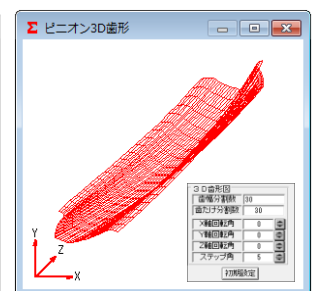 Σ ピニオン3D歯形
Y
Z
X
3D歯形図
歯幅分割数 30
歯たけ分割数 30
X軸回転角 0
Y軸回転角 0
Z軸回転角 0
ステップ角 5
初期設定